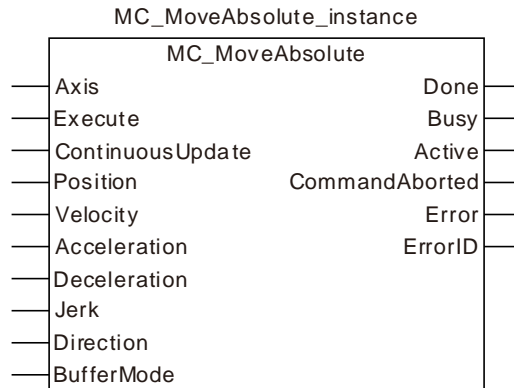 MC_MoveAbsolute_instance
MC_MoveAbsolute
Axis Done
Execute Busy
ContinuousUpdate Active
Position CommandAborted
Velocity Error
Acceleration ErrorID
Deceleration
Jerk
Direction
BufferMode